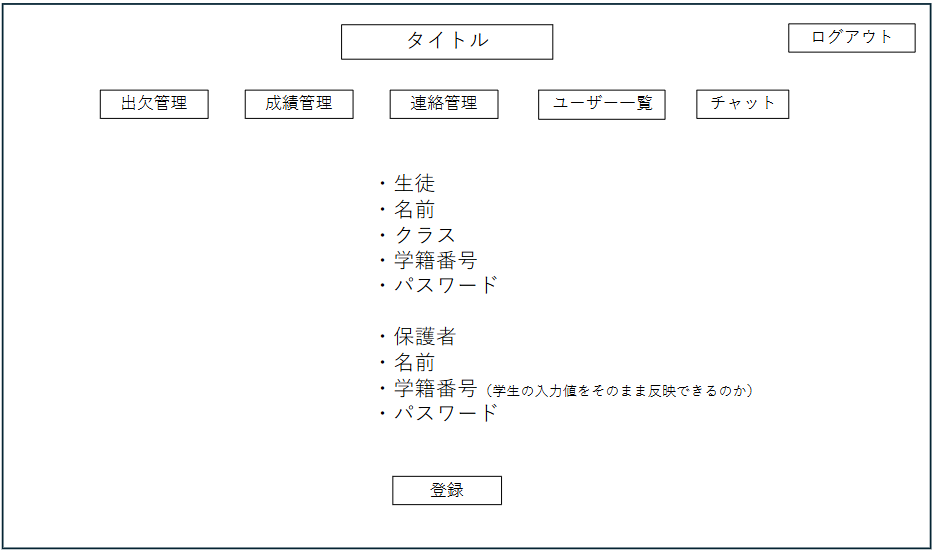 タイトル
ログアウト
出欠管理
成績管理
連絡管理
ユーザー一覧
チャット
・生徒
・名前
・クラス
・学籍番号
・パスワード
・保護者
・名前
・学籍番号（学生の入力値をそのまま反映できるのか）
・パスワード
登録